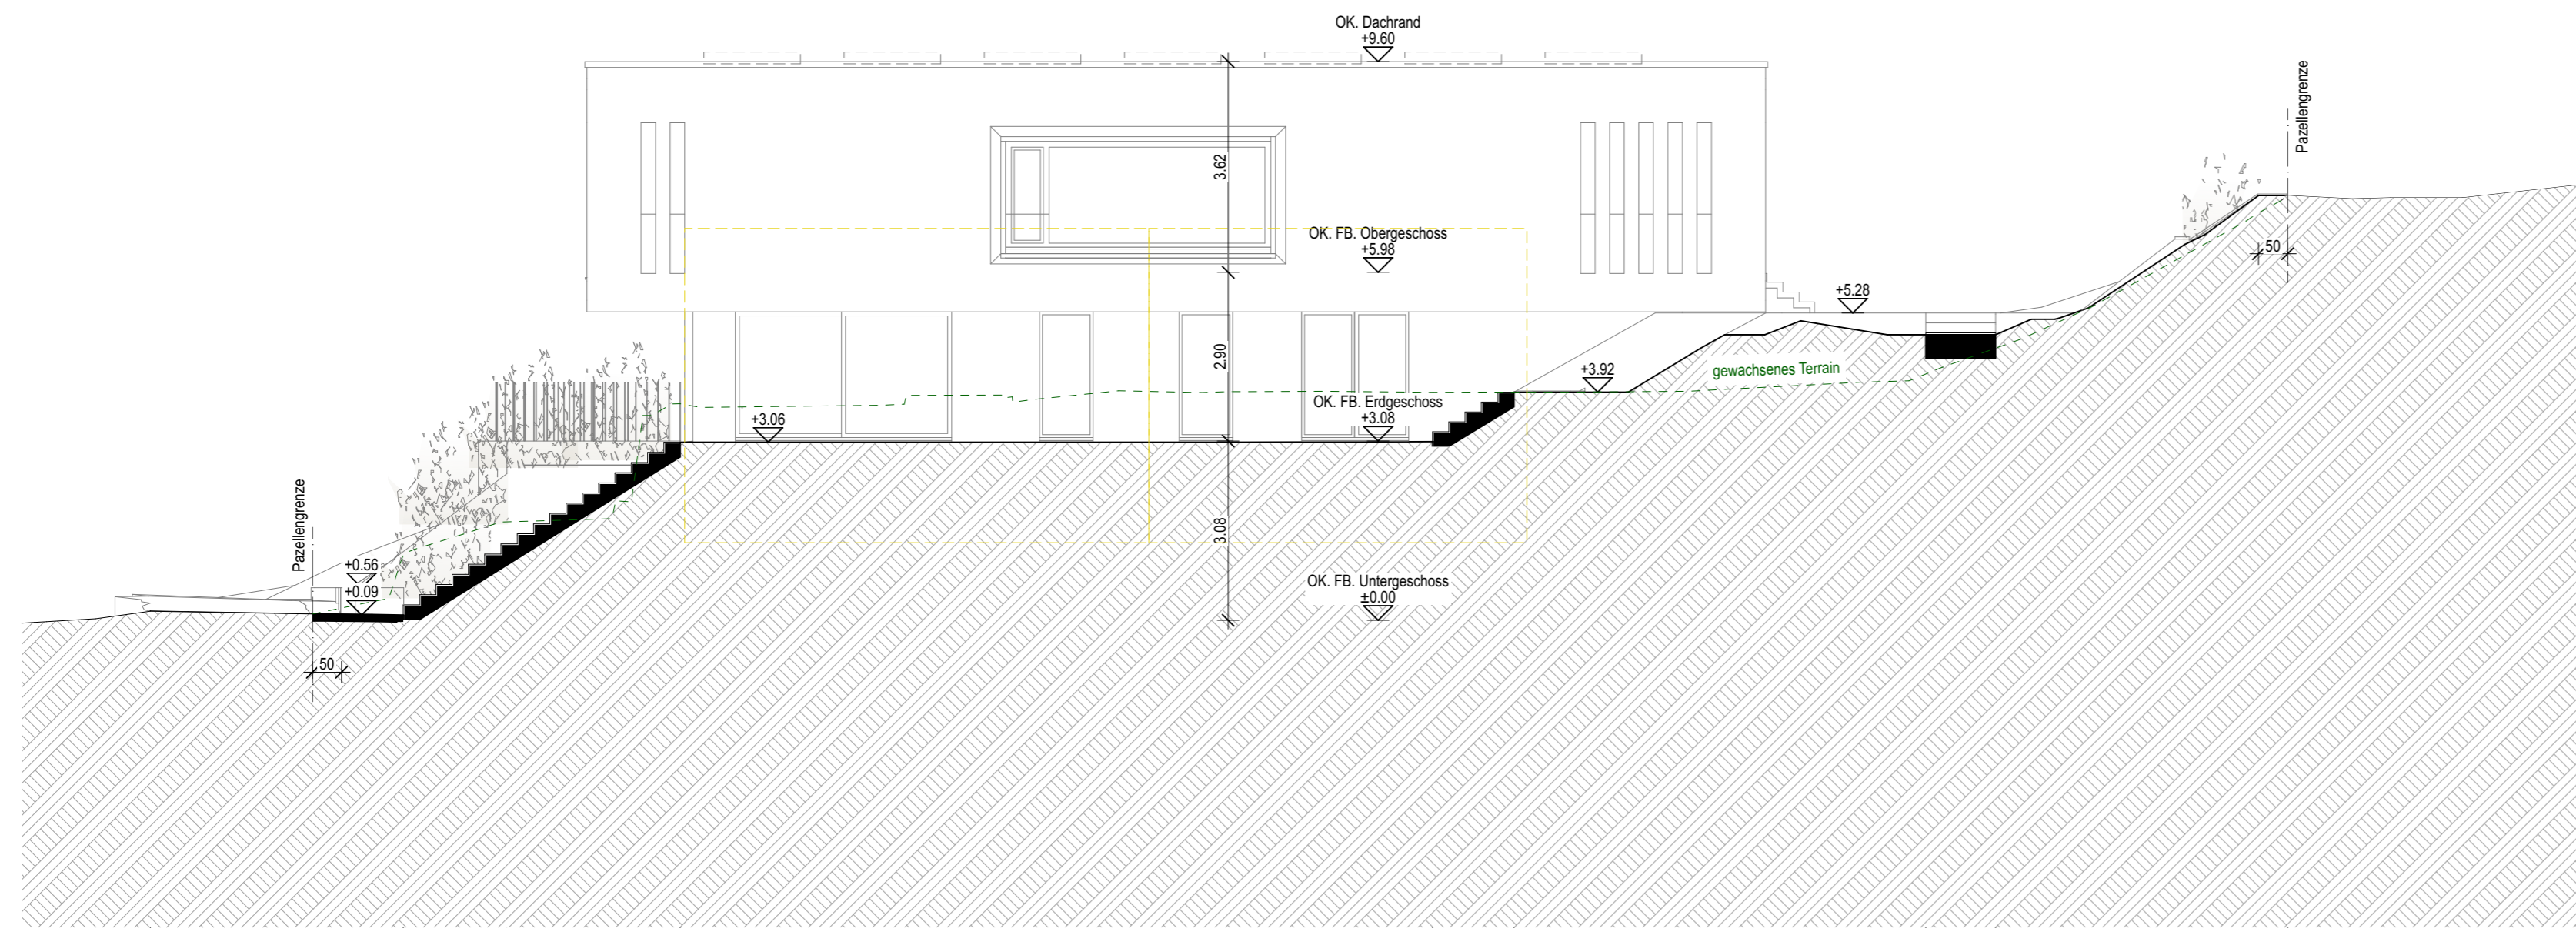 OK. Dachrand
+9.60
Pazellengrenze
3.62
OK. FB. Obergeschoss
+5.98
50
+5.28
2.90
gewachsenes Terrain
+3.92
OK. FB. Erdgeschoss
+3.08
+3.06
Pazellengrenze
3.08
+0.56
+0.09
OK. FB. Untergeschoss
±0.00
50